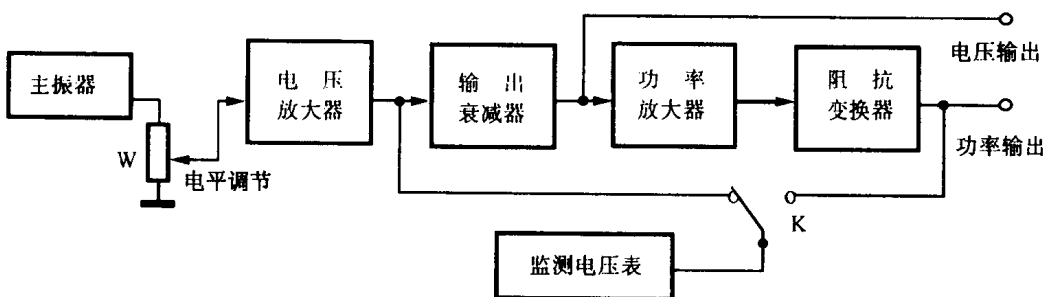 主振器
W
电平调节
电压
放大器
输出
衰减器
功率
放大器
阻抗
变换器
电压输出
功率输出
K
监测电压表